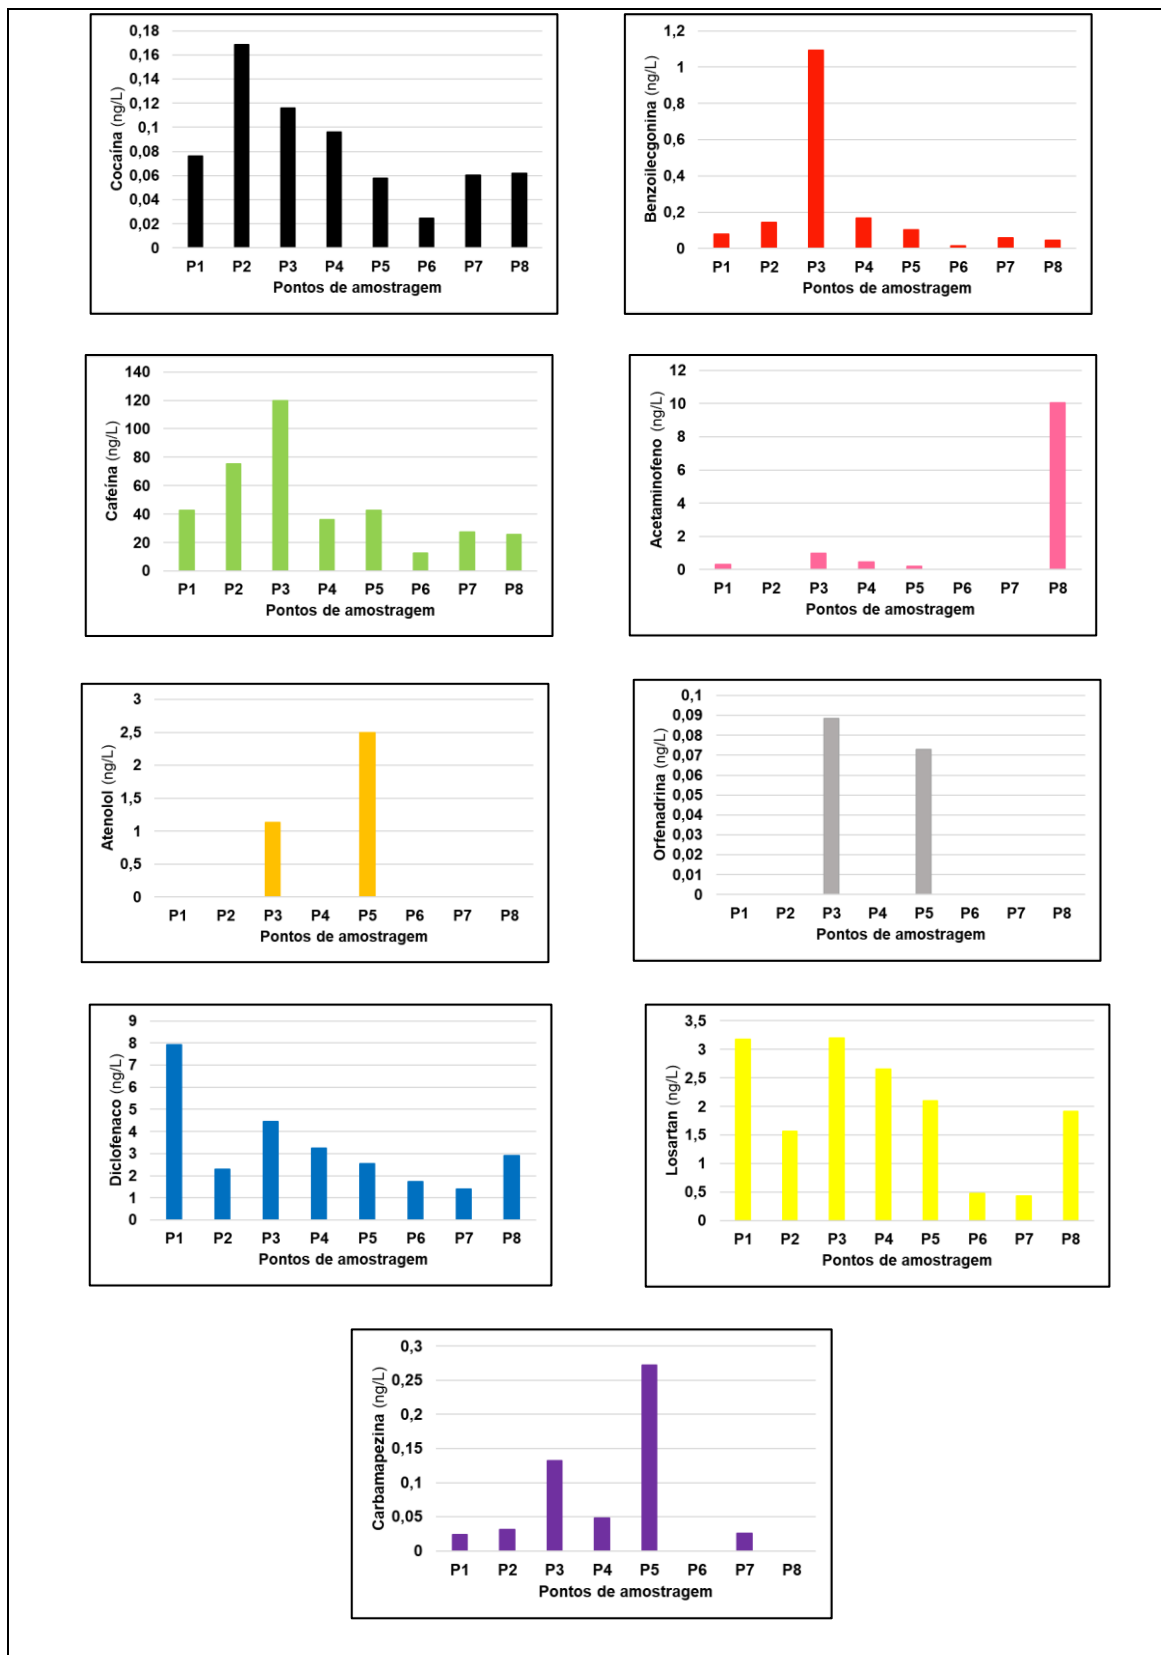 0,18
0,16
0,14
0,12
0,1
0,08
0,06
0,04
0,02
0
Cocaína (ng/L)
P1 P2 P3 P4 P5 P6 P7 P8
Pontos de amostragem
1,2
1
0,8
0,6
0,4
0,2
0
Benzoilecgonina (ng/L)
P1 P2 P3 P4 P5 P6 P7 P8
Pontos de amostragem
140
120
100
80
60
40
20
0
Cafeína (ng/L)
P1 P2 P3 P4 P5 P6 P7 P8
Pontos de amostragem
12
10
8
6
4
2
0
Acetaminofeno (ng/L)
P1 P2 P3 P4 P5 P6 P7 P8
Pontos de amostragem
3
2,5
2
1,5
1
0,5
0
Atenolol (ng/L)
P1 P2 P3 P4 P5 P6 P7 P8
Pontos de amostragem
0,1
0,09
0,08
0,07
0,06
0,05
0,04
0,03
0,02
0,01
0
Orfenadrina (ng/L)
P1 P2 P3 P4 P5 P6 P7 P8
Pontos de amostragem
9
8
7
6
5
4
3
2
1
0
Diclofenaco (ng/L)
P1 P2 P3 P4 P5 P6 P7 P8
Pontos de amostragem
3,5
3
2,5
2
1,5
1
0,5
0
Losartan (ng/L)
P1 P2 P3 P4 P5 P6 P7 P8
Pontos de amostragem
0,3
0,25
0,2
0,15
0,1
0,05
0
Carbamapezina (ng/L)
P1 P2 P3 P4 P5 P6 P7 P8
Pontos de amostragem